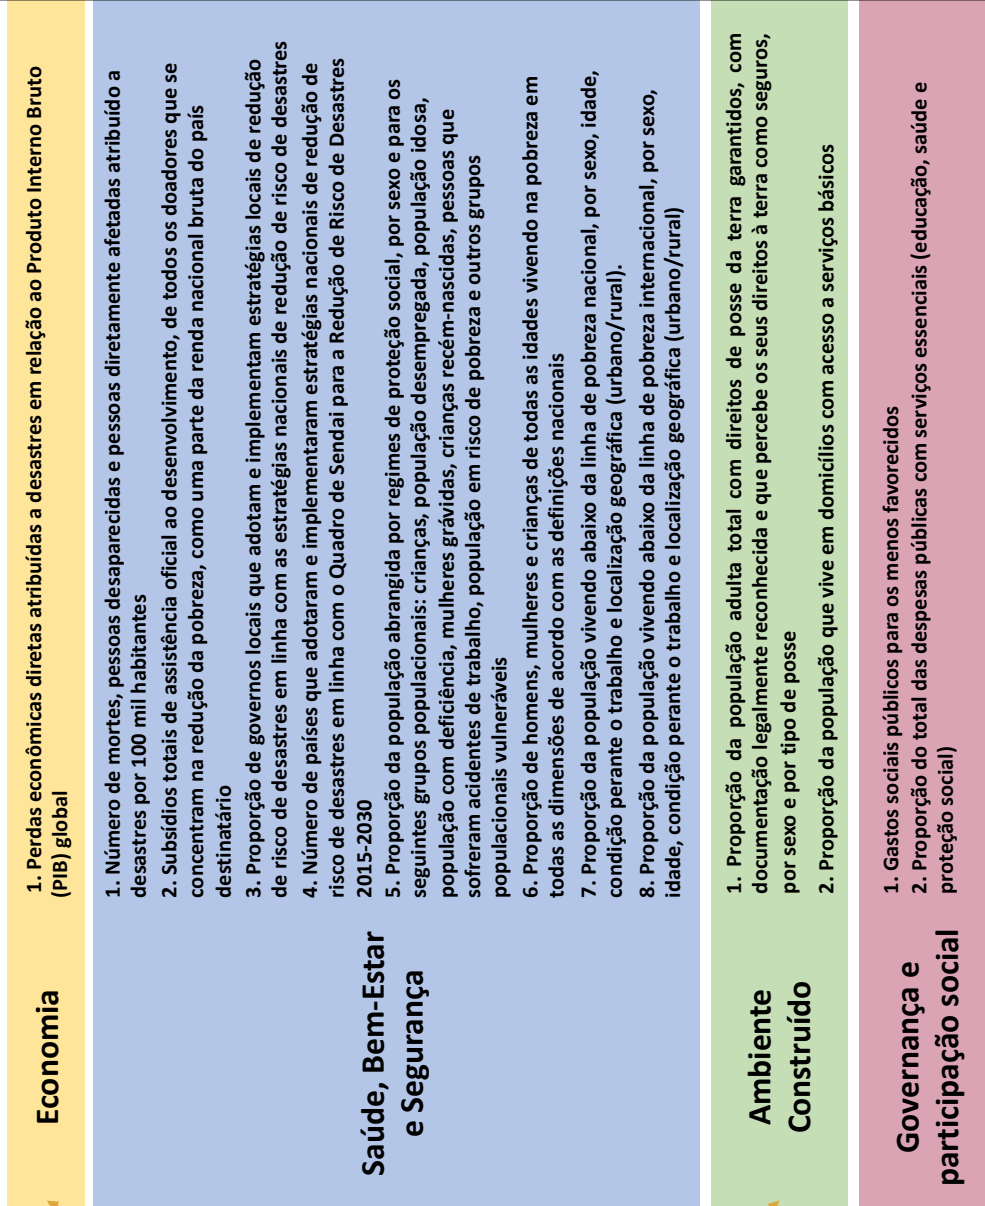 Economia
1. Perdas econômicas diretas atribuídas a desastres em relação ao Produto Interno Bruto
(PIB) global
Saúde, Bem-Estar
e Segurança
1. Número de mortes, pessoas desaparecidas e pessoas diretamente afetadas atribuído a
desastres por 100 mil habitantes
2. Subsídios totais de assistência oficial ao desenvolvimento, de todos os doadores que se
concentram na redução da pobreza, como uma parte da renda nacional bruta do país
destinatário
3. Proporção de governos locais que adotam e implementam estratégias locais de redução
de risco de desastres em linha com as estratégias nacionais de redução de risco de desastres
4. Número de países que adotaram e implementaram estratégias nacionais de redução de
risco de desastres em linha com o Quadro de Sendai para a Redução de Risco de Desastres
2015-2030
5. Proporção da população abrangida por regimes de proteção social, por sexo e para os
seguintes grupos populacionais: crianças, população desempregada, população idosa,
população com deficiência, mulheres grávidas, crianças recém-nascidas, pessoas que
sofreram acidentes de trabalho, população em risco de pobreza e outros grupos
populacionais vulneráveis
6. Proporção de homens, mulheres e crianças de todas as idades vivendo na pobreza em
todas as dimensões de acordo com as definições nacionais
7. Proporção da população vivendo abaixo da linha de pobreza nacional, por sexo, idade,
condição perante o trabalho e localização geográfica (urbano/rural).
8. Proporção da população vivendo abaixo da linha de pobreza internacional, por sexo,
idade, condição perante o trabalho e localização geográfica (urbano/rural)
Ambiente
Construído
1. Proporção da população adulta total com direitos de posse da terra garantidos, com
documentação legalmente reconhecida e que percebe os seus direitos à terra como seguros,
por sexo e por tipo de posse
2. Proporção da população que vive em domicílios com acesso a serviços básicos
Governança e
participação social
1. Gastos sociais públicos para os menos favorecidos
2. Proporção do total das despesas públicas com serviços essenciais (educação, saúde e
proteção social)